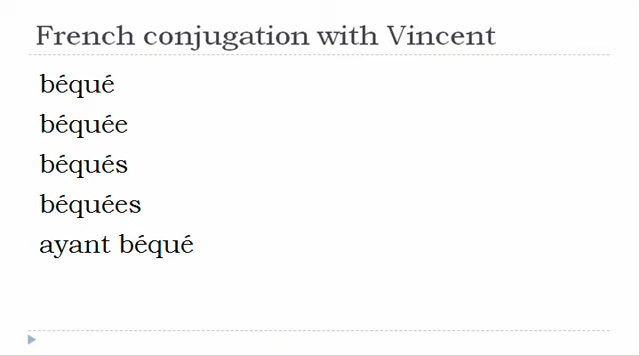 French conjugation with Vincent
béqué
béquée
béqués
béquées
ayant béqué